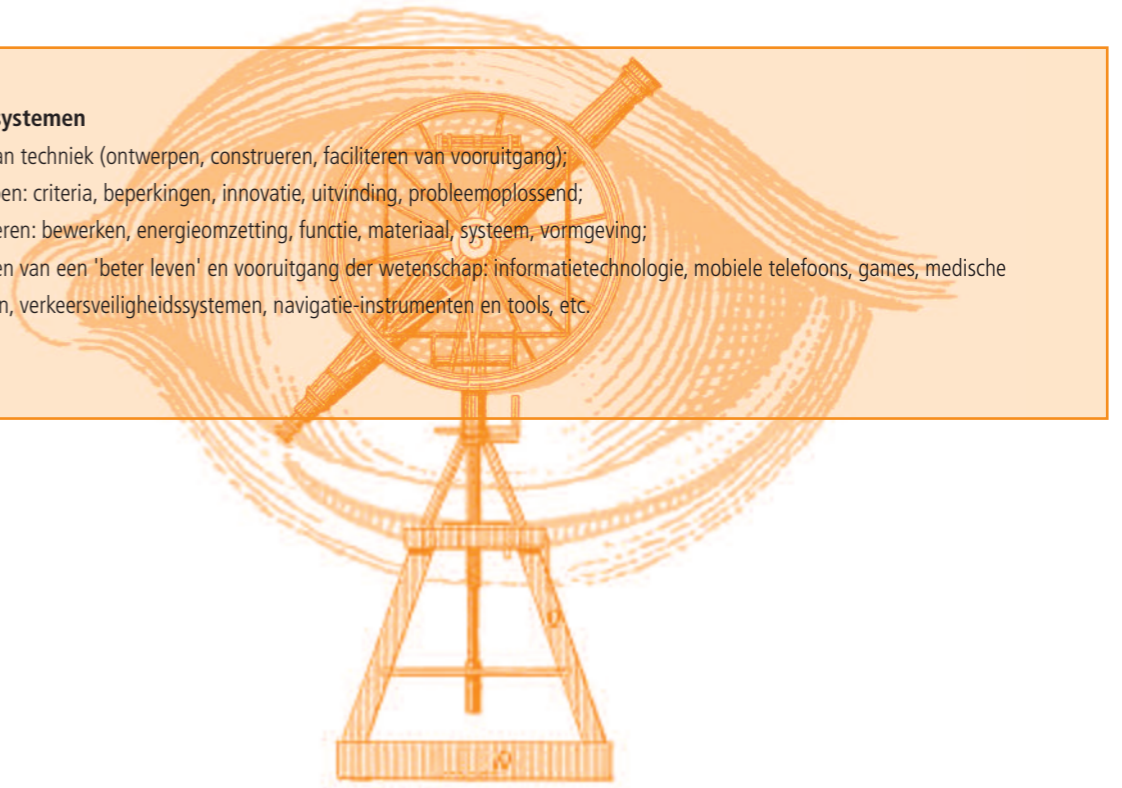 systemen
an techniek (ontwerpen, construeren, faciliteren van vooruitgang);
en: criteria, beperkingen, innovatie, uitvinding, probleemoplossend;
eren: bewerken, energieomzetting, functie, materiaal, systeem, vormgeving;
en van een 'beter leven' en vooruitgang der wetenschap: informatietechnologie, mobiele telefoons, games, medische
n, verkeersveiligheidssystemen, navigatie-instrumenten en tools, etc.